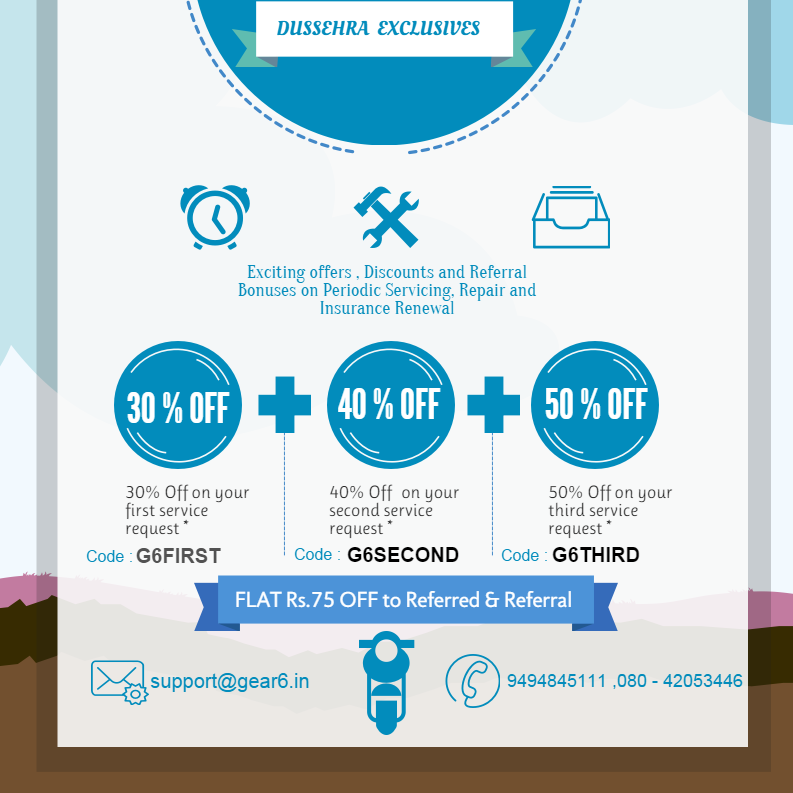 DUSSEHRA EXCLUSIVES
Exciting offers , Discounts and Referral
Bonuses on Periodic Servicing, Repair and
Insurance Renewal
30 % OFF
40 % OFF
50 % OFF
30% Off on your
first service
request *
Code : G6FIRST
40% Off on your
second service
request *
Code : G6SECOND
50% Off on your
third service
request *
Code : G6THIRD
FLAT Rs.75 OFF to Referred & Referral
support@gear6.in
9494845111 ,080 - 42053446